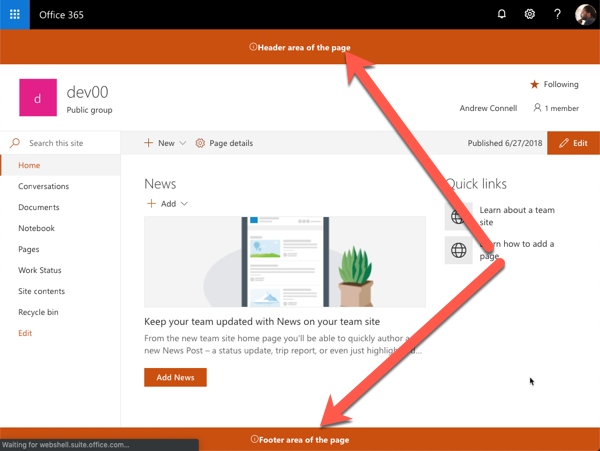 Office 365
Header area of the page
d
dev00
Public group
Following
Andrew Connell
1 member
Search this site
New
Page details
Published 6/27/2018
Edit
Home
Conversations
Documents
Notebook
Pages
Work Status
Site contents
Recycle bin
Edit
News
Add
Keep your team updated with News on your team site
From the new team site home page you'll be able to quickly author a
new News Post – a status update, trip report, or even just highlight
Add News
Quick links
Learn about a team
site
how to add a
page
Waiting for webshell.suite.office.com...
Footer area of the page